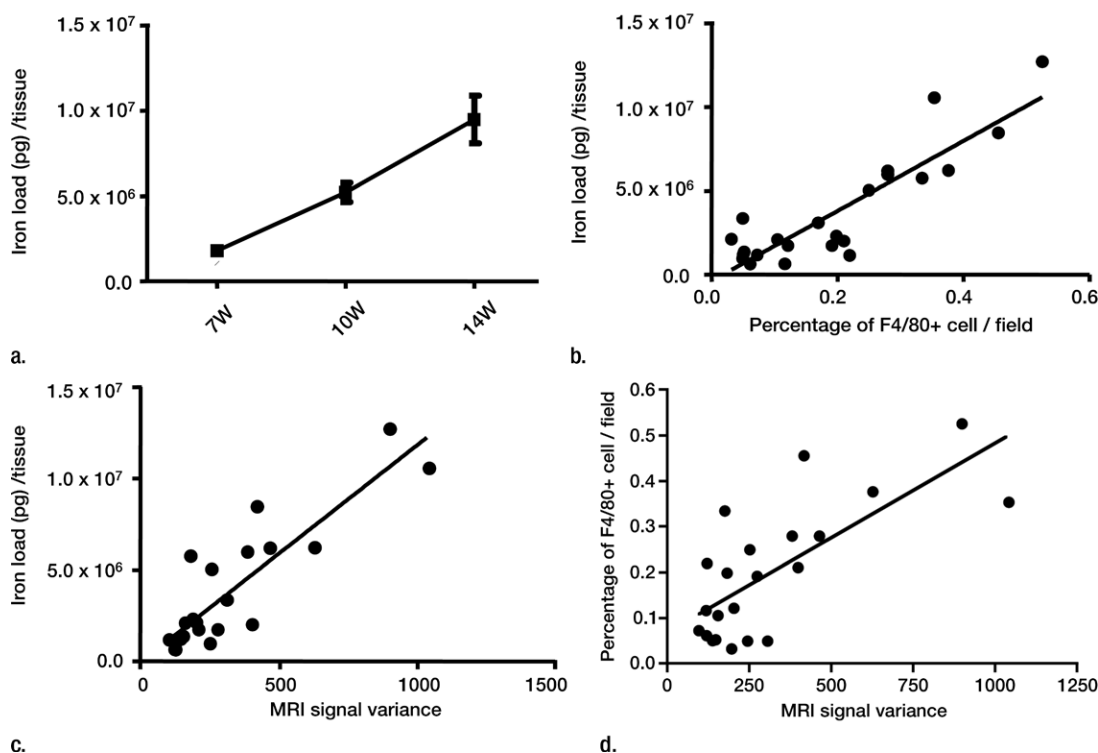 1.5 x 10⁷
1.0 x 10⁷
5.0 x 10⁶
0.0
Iron load (pg) /tissue
7W
10W
14W
a.
1.5 x 10⁷
1.0 x 10⁷
5.0 x 10⁶
0.0
Iron load (pg) /tissue
0.0 0.2 0.4 0.6
Percentage of F4/80+ cell / field
b.
1.5 x 10⁷
1.0 x 10⁷
5.0 x 10⁶
0.0
Iron load (pg) /tissue
0 500 1000 1500
MRI signal variance
c.
0.6
0.5
0.4
0.3
0.2
0.1
0.0
Percentage of F4/80+ cell / field
0 250 500 750 1000 1250
MRI signal variance
d.